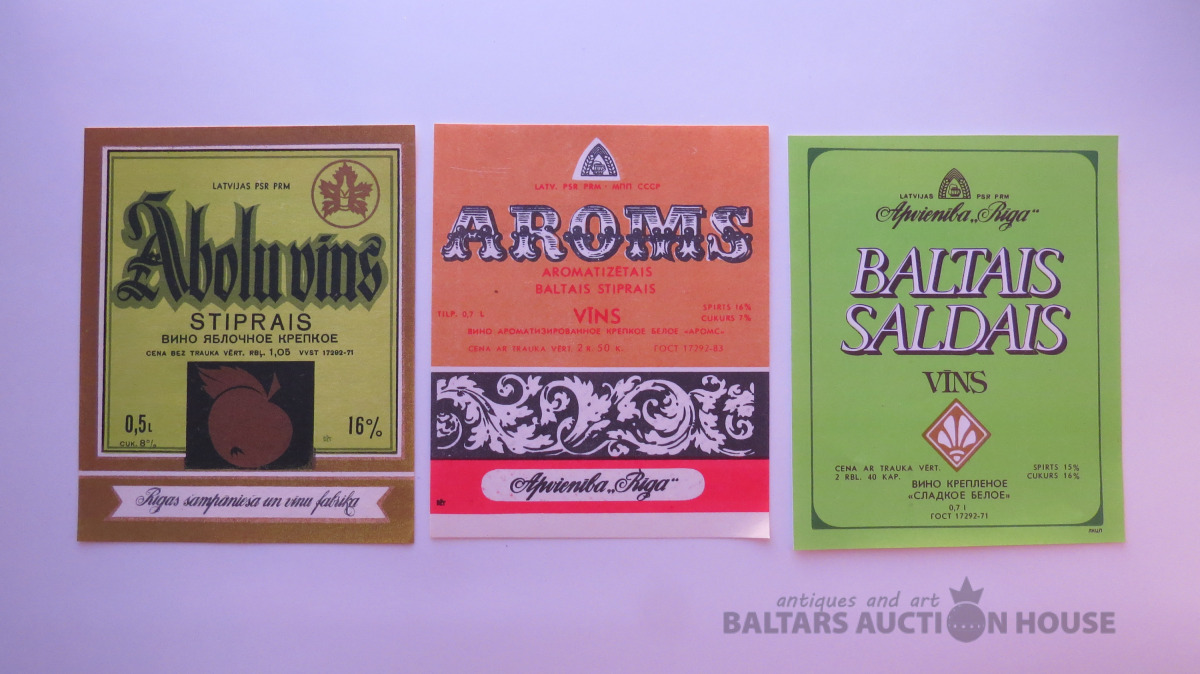 LATVIJAS PSR PRM
Ābolu vīns
STIPRAIS
ВИНО ЯБЛОЧНОЕ КРЕПКОЕ
CENA BEZ TRAUKA VĒRT. RBĻ. 1,05 VVST 17292-71
0,5L
16%
CUK. 8%
Rīgas šampanieša un vīnu fabrika
LATV. PSR PRM · МПП СССР
AROMS
AROMATIZĒTAIS
BALTAIS STIPRAIS
VĪNS
TILP. 0,7 L
SPIRTS 16%
CUKURS 7%
ВИНО АРОМАТИЗИРОВАННОЕ КРЕПКОЕ БЕЛОЕ «АРОМС»
CENA AR TRAUKA VĒRT. 2 R. 50 K. ГОСТ 17292-83
Apvienība „Rīga“
LATVIJAS PSR PRM
Apvienība „Rīga“
BALTAIS
SALDAIS
VĪNS
CENA AR TRAUKA VĒRT.
2 RBL. 40 KAP.
SPIRTS 15%
CUKURS 16%
ВИНО КРЕПЛЕНОЕ
«СЛАДКОЕ БЕЛОЕ»
0,7 l
ГОСТ 17292-71
antiques and art
BALTARS AUCTION HOUSE